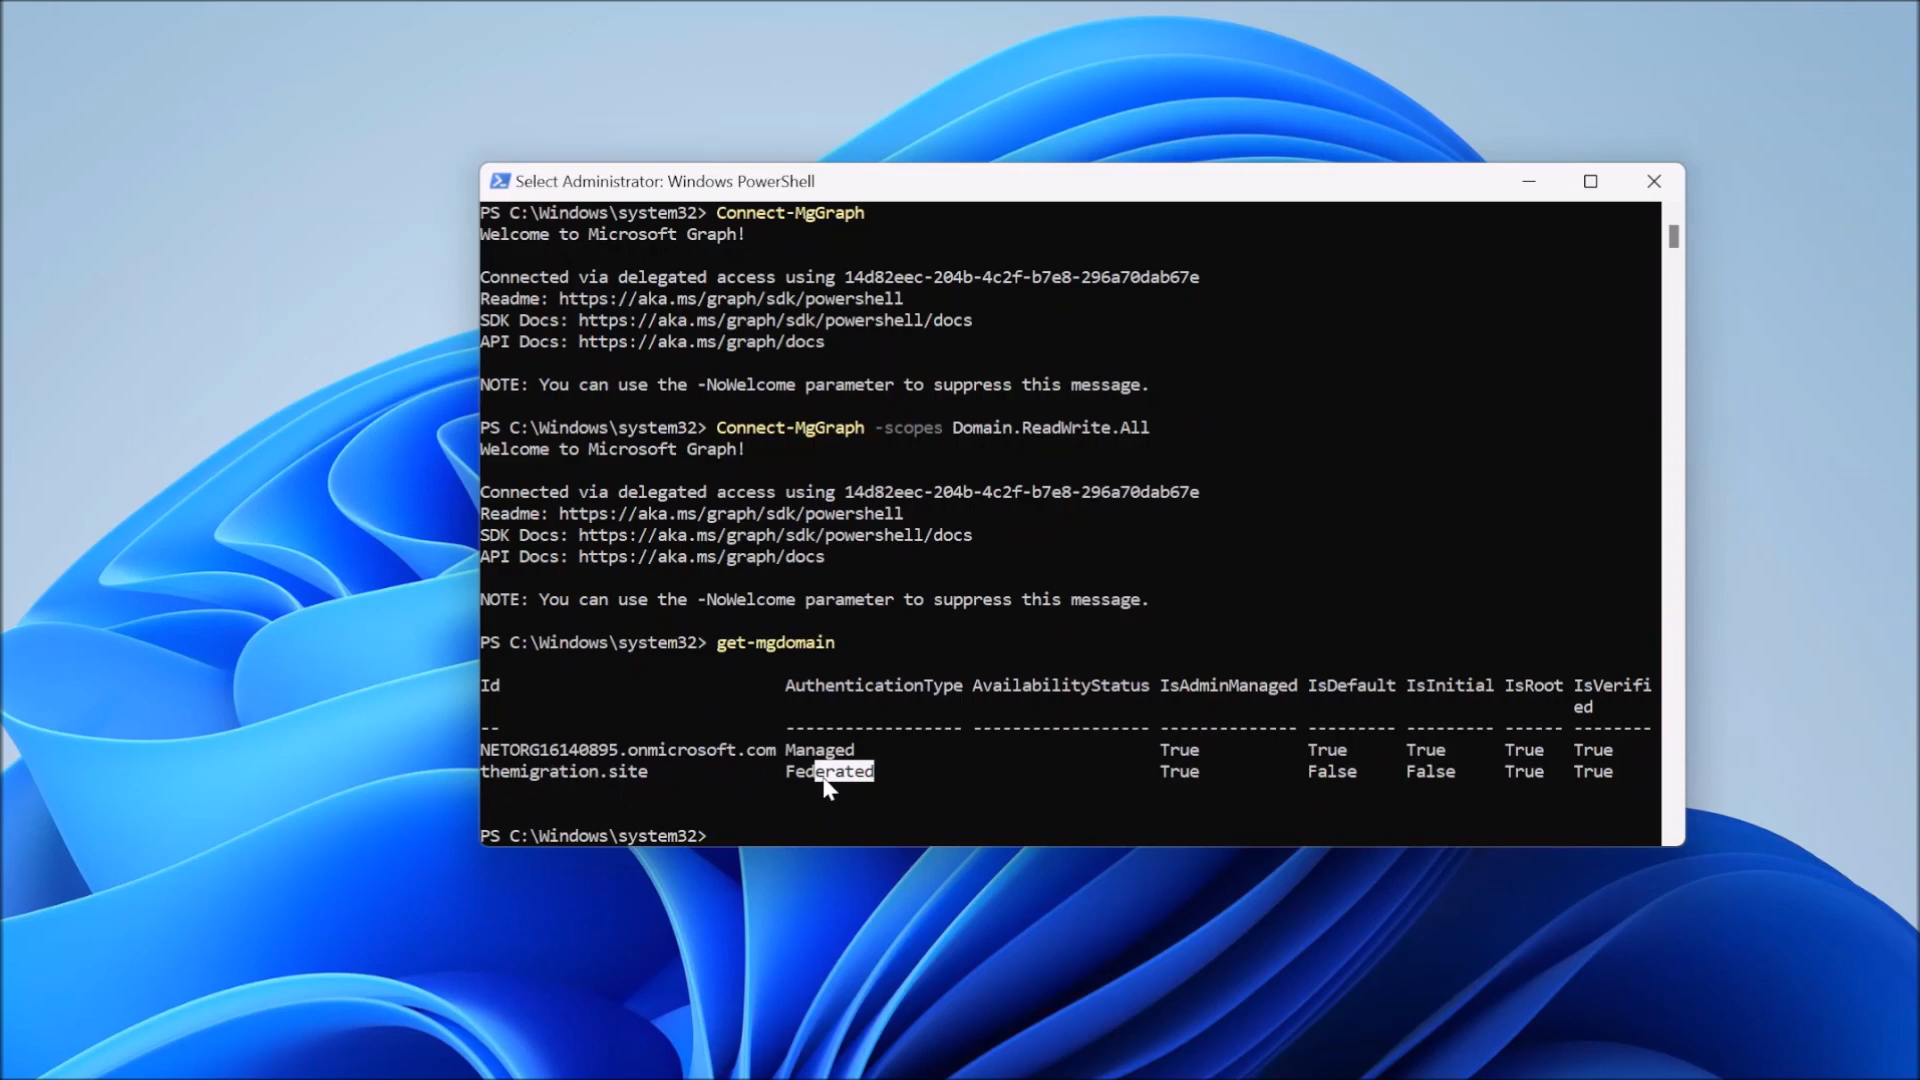 Select Administrator: Windows PowerShell
PS C:\Windows\system32> Connect-MgGraph
Welcome to Microsoft Graph!
Connected via delegated access using 14d82eec-204b-4c2f-b7e8-296a70dab67e
Readme: https://aka.ms/graph/sdk/powershell
SDK Docs: https://aka.ms/graph/sdk/powershell/docs
API Docs: https://aka.ms/graph/docs
NOTE: You can use the -NoWelcome parameter to suppress this message.
PS C:\Windows\system32> Connect-MgGraph -scopes Domain.ReadWrite.All
Welcome to Microsoft Graph!
Connected via delegated access using 14d82eec-204b-4c2f-b7e8-296a70dab67e
Readme: https://aka.ms/graph/sdk/powershell
SDK Docs: https://aka.ms/graph/sdk/powershell/docs
API Docs: https://aka.ms/graph/docs
NOTE: You can use the -NoWelcome parameter to suppress this message.
PS C:\Windows\system32> get-mgdomain
Id AuthenticationType AvailabilityStatus IsAdminManaged IsDefault IsInitial IsRoot IsVerifi
ed
-- ------------------ ------------------ -------------- --------- --------- ------ --------
NETORG16140895.onmicrosoft.com Managed True True True True True
themigration.site Federated True False False True True
PS C:\Windows\system32>